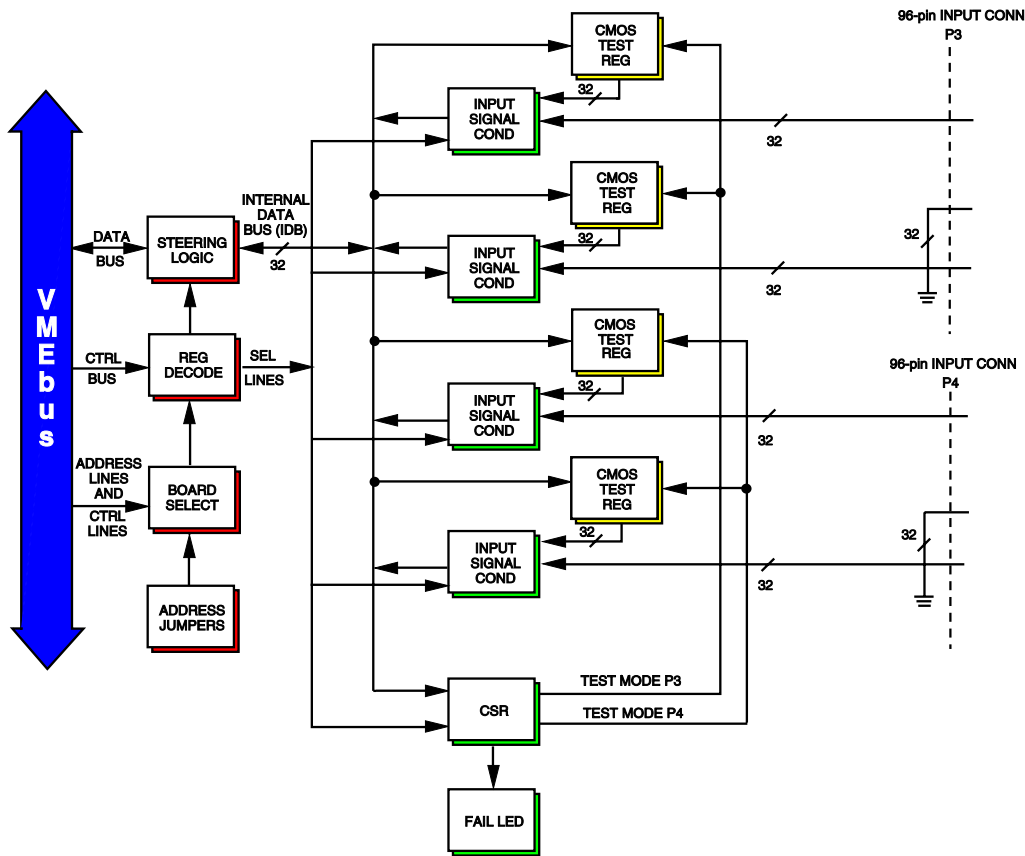 96-pin INPUT CONN
P3
CMOS
TEST
REG
32
INPUT
SIGNAL
COND
32
CMOS
TEST
REG
32
INPUT
SIGNAL
COND
32
32
INTERNAL
DATA
BUS (IDB)
32
DATA
BUS
STEERING
LOGIC
VMEbus
CTRL
BUS
REG
DECODE
SEL
LINES
CMOS
TEST
REG
32
INPUT
SIGNAL
COND
32
96-pin INPUT CONN
P4
ADDRESS
LINES
AND
CTRL
LINES
BOARD
SELECT
CMOS
TEST
REG
32
INPUT
SIGNAL
COND
32
32
ADDRESS
JUMPERS
CSR
TEST MODE P3
TEST MODE P4
FAIL LED